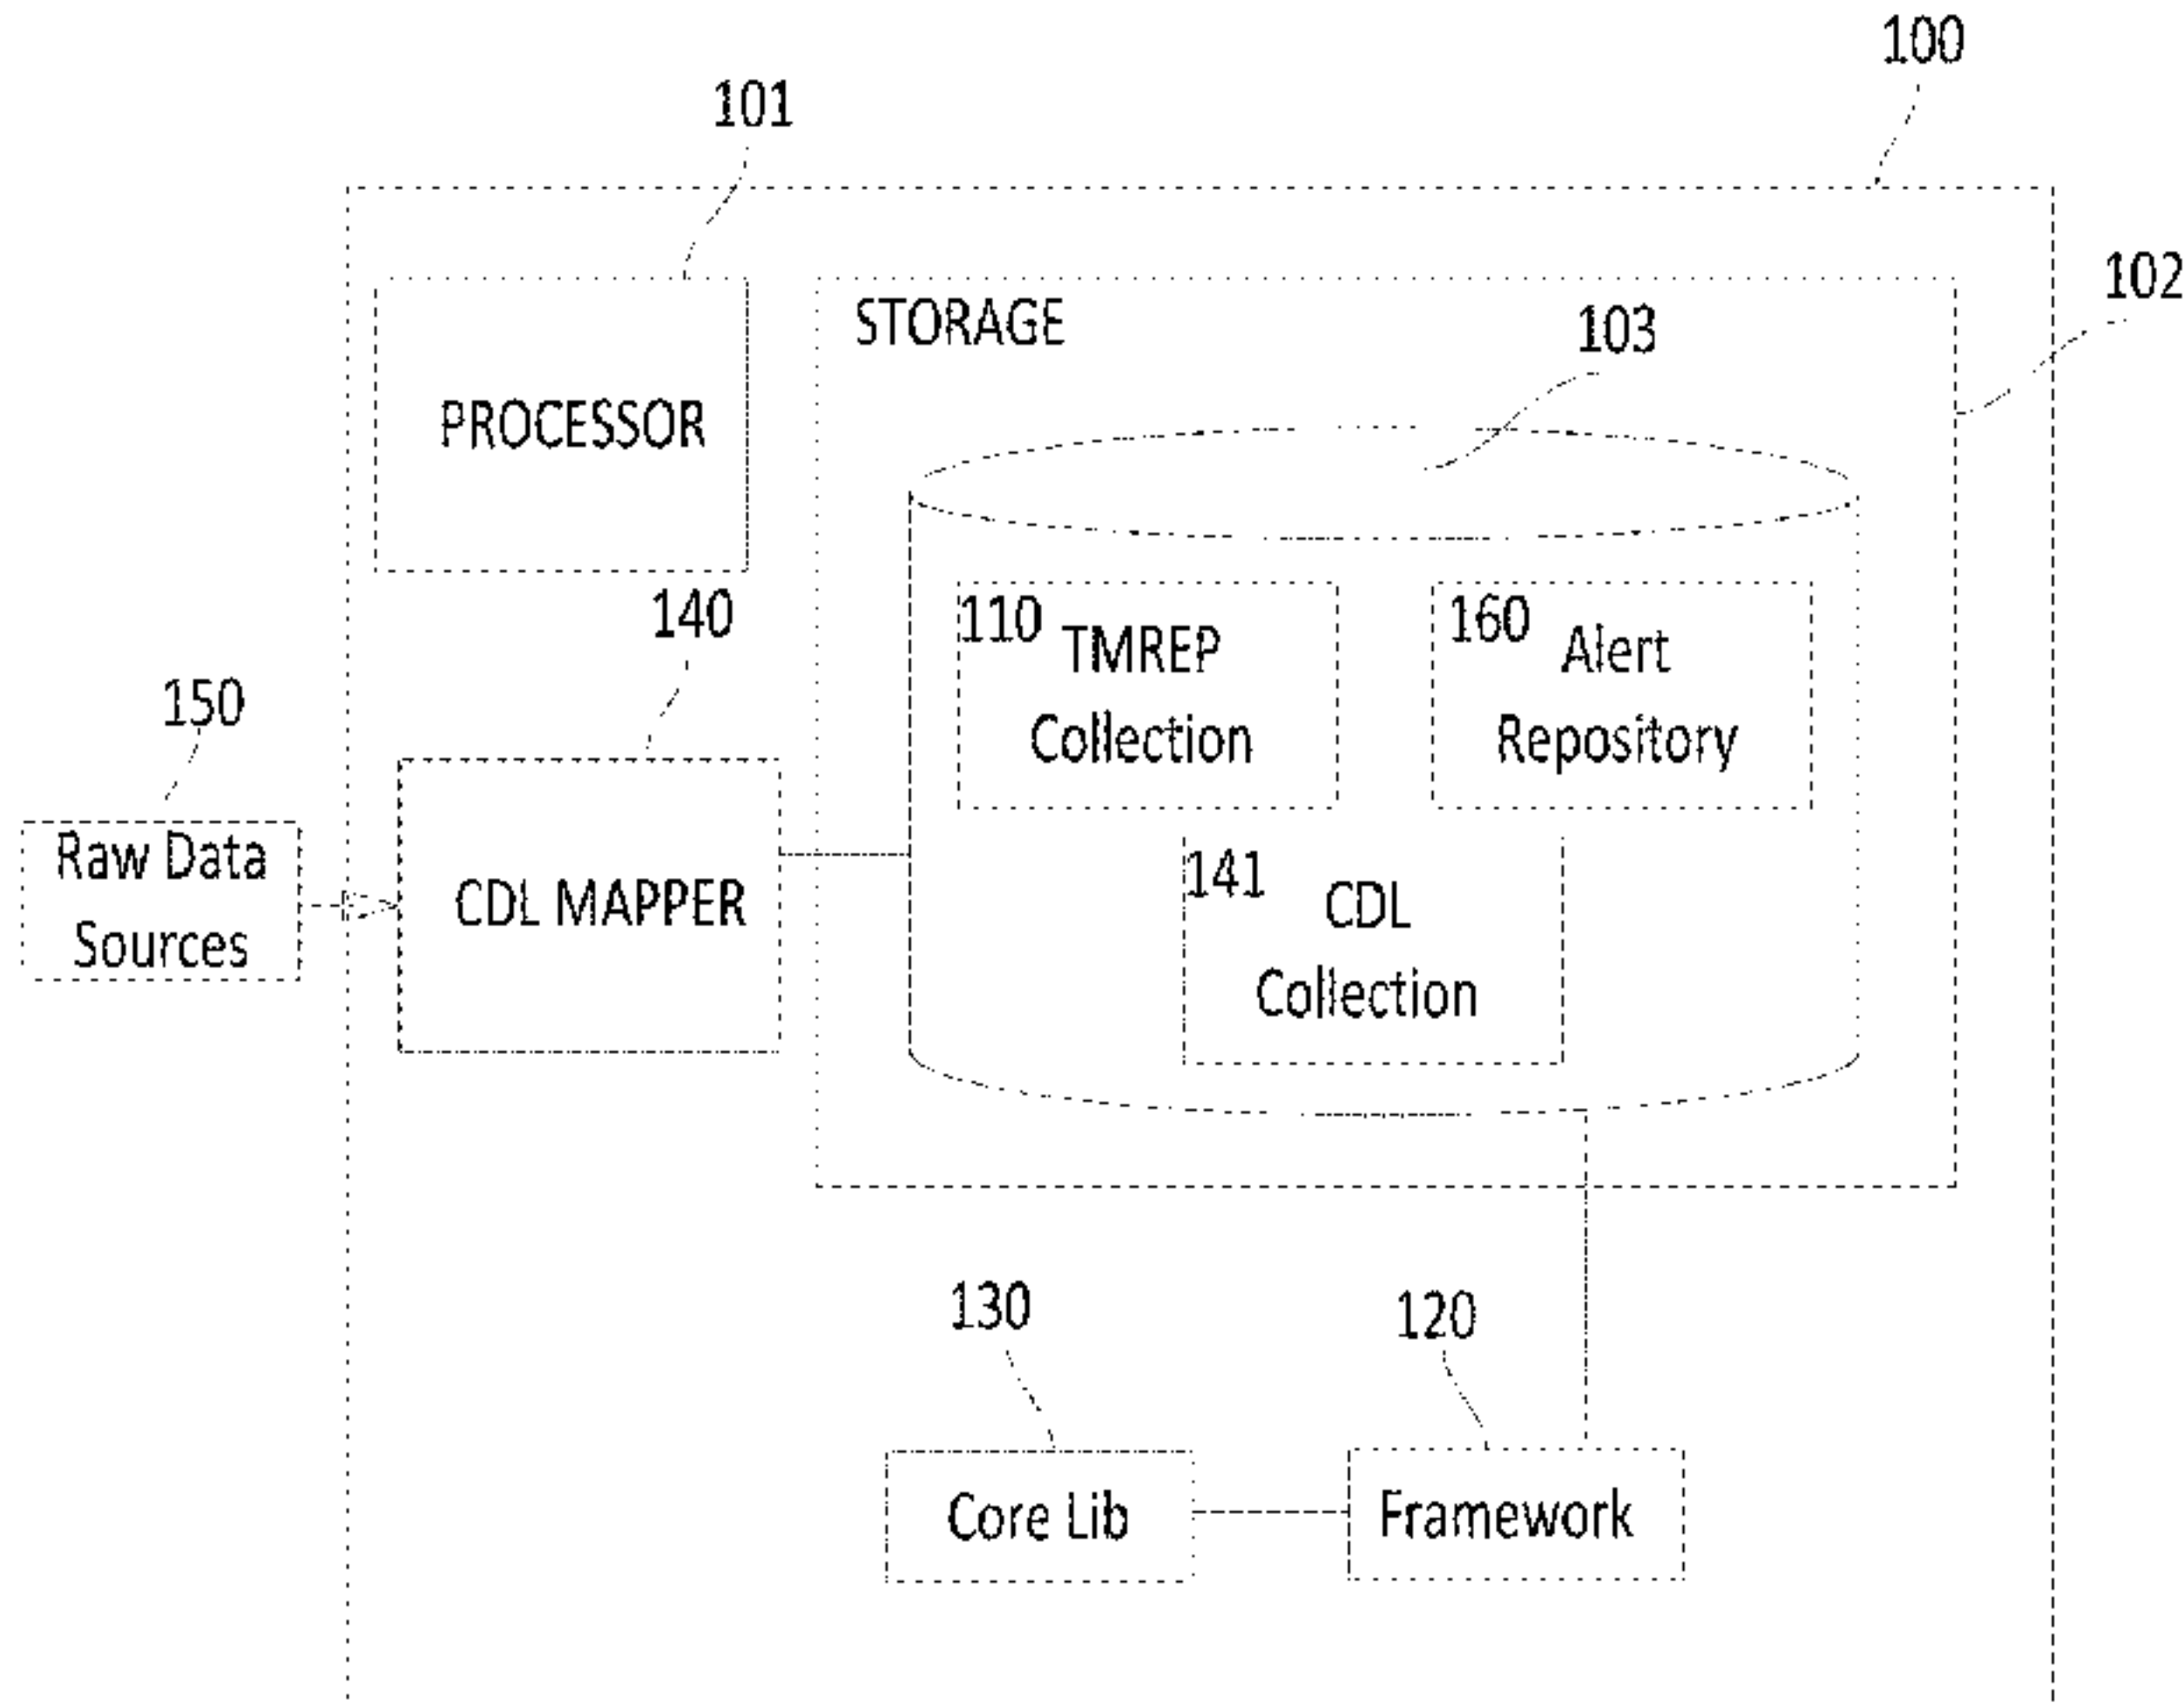 100
101
102
STORAGE
103
PROCESSOR
140
110
TMREP
Collection
160
Alert
Repository
150
Raw Data
Sources
CDL MAPPER
141
CDL
Collection
130
120
Core Lib
Framework